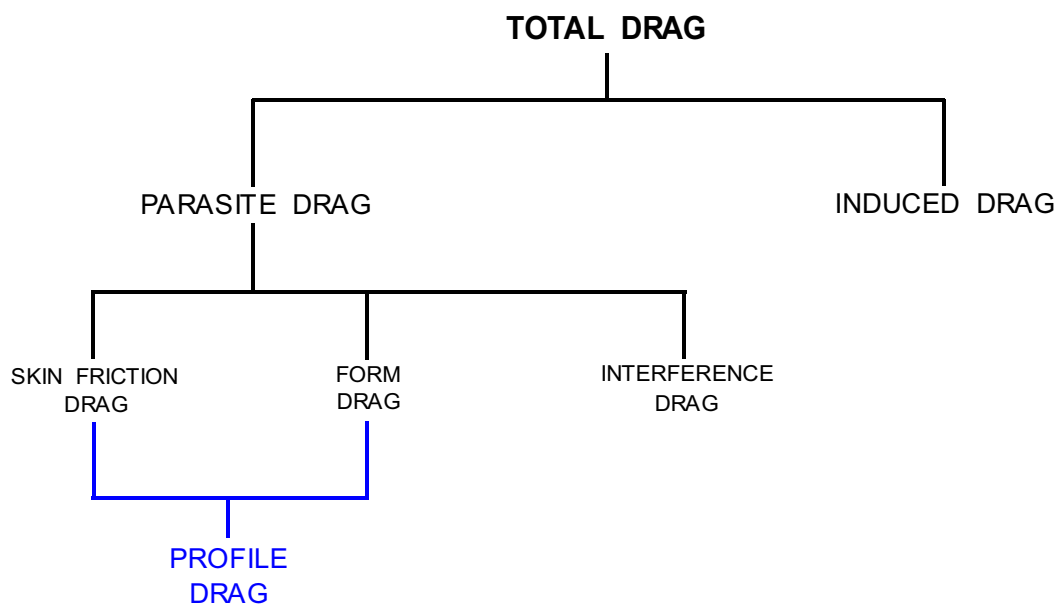 TOTAL DRAG
PARASITE DRAG
INDUCED DRAG
SKIN FRICTION
DRAG
FORM
DRAG
INTERFERENCE
DRAG
PROFILE
DRAG